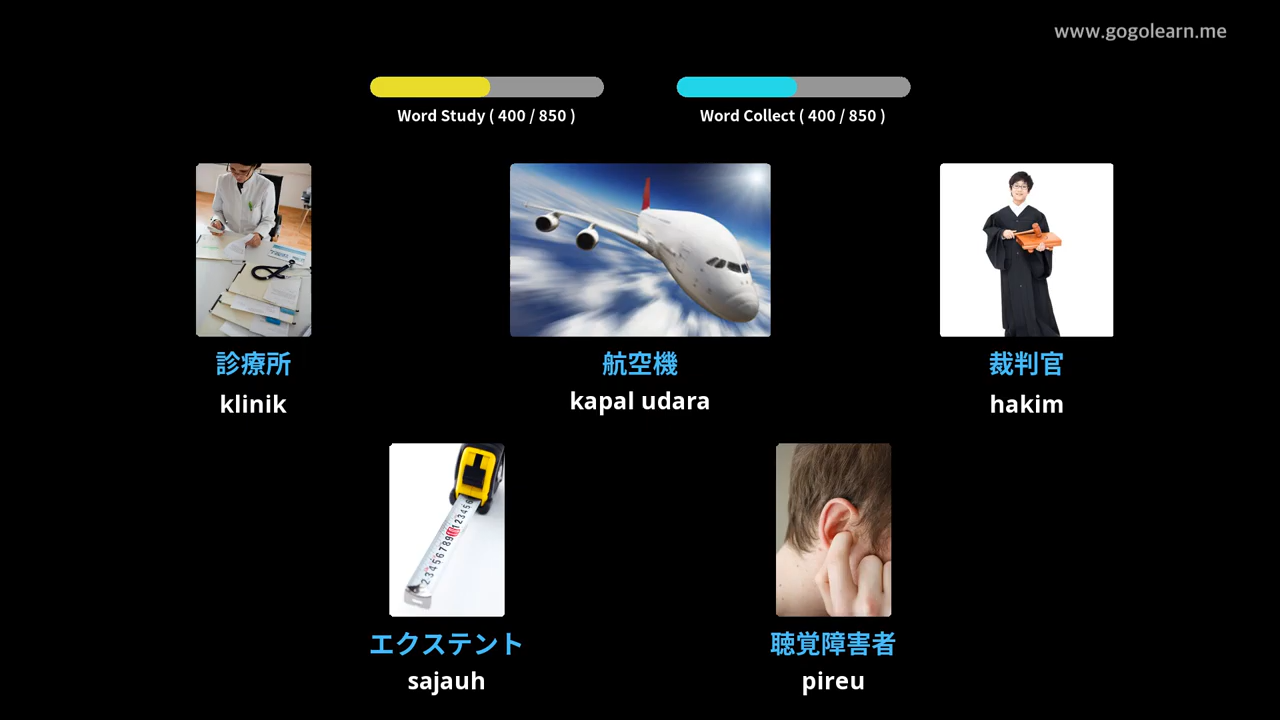 www.gogolearn.me
Word Study ( 400 / 850 )
Word Collect ( 400 / 850 )
診療所
klinik
航空機
kapal udara
裁判官
hakim
エクステント
sajauh
聴覚障害者
pireu